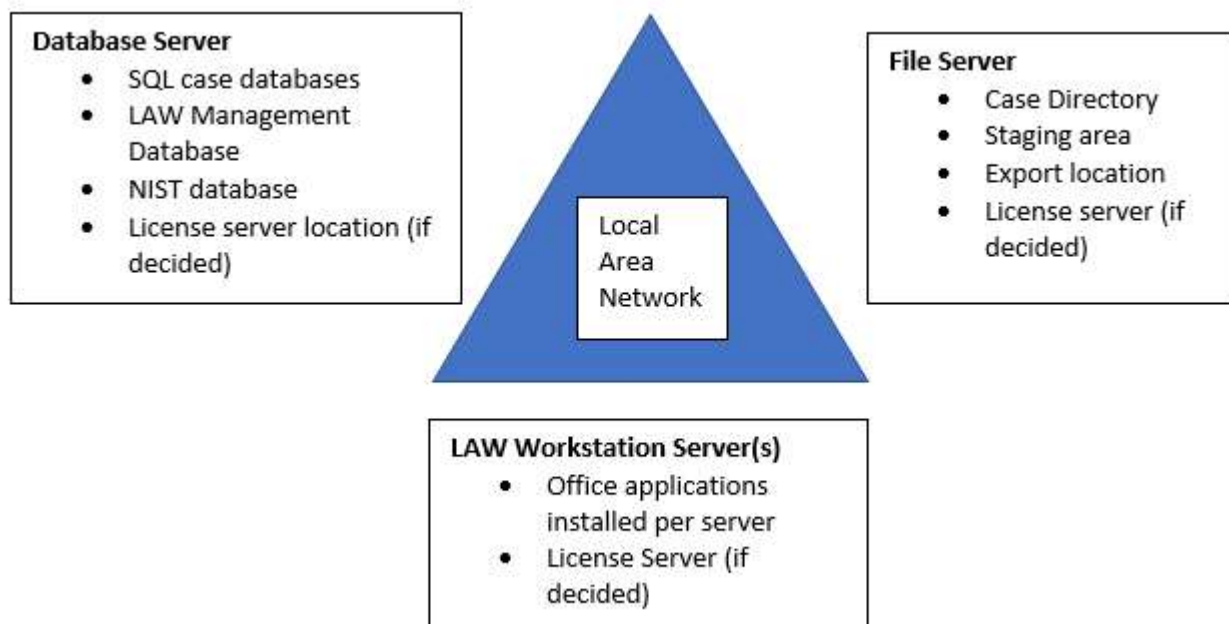 Database Server
• SQL case databases
• LAW Management
Database
• NIST database
• License server location (if
decided)
File Server
• Case Directory
• Staging area
• Export location
• License server (if
decided)
Local
Area
Network
LAW Workstation Server(s)
• Office applications
installed per server
• License Server (if
decided)